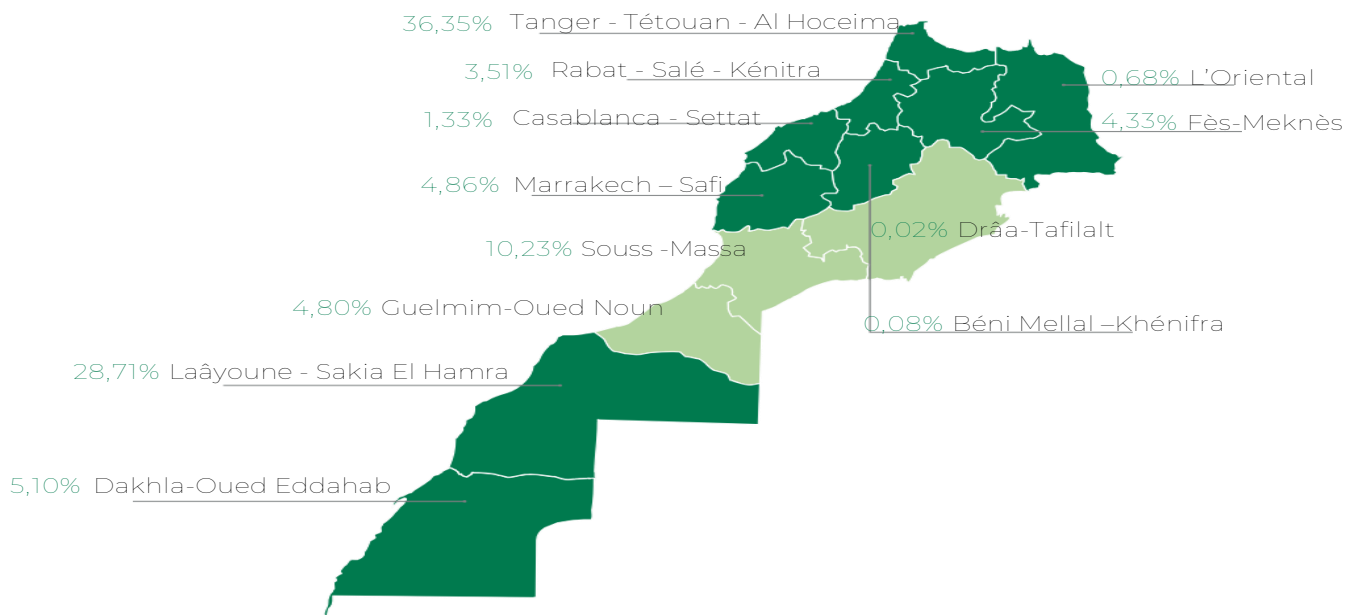 36,35% Tanger - Tétouan - Al Hoceima
3,51% Rabat - Salé - Kénitra
0,68% L'Oriental
1,33% Casablanca - Settat
4,33% Fès-Meknès
4,86% Marrakech – Safi
0,02% Drâa-Tafilalt
10,23% Souss -Massa
4,80% Guelmim-Oued Noun
0,08% Béni Mellal –Khénifra
28,71% Laâyoune - Sakia El Hamra
5,10% Dakhla-Oued Eddahab